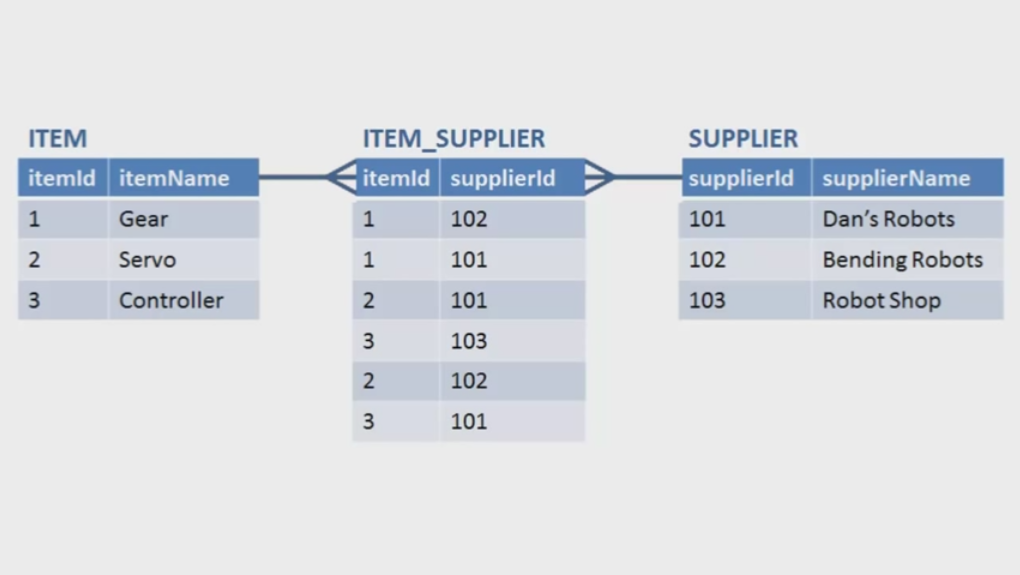 ITEM
itemId itemName
1 Gear
2 Servo
3 Controller
ITEM_SUPPLIER
itemId supplierId
1 102
1 101
2 101
3 103
2 102
3 101
SUPPLIER
supplierId supplierName
101 Dan's Robots
102 Bending Robots
103 Robot Shop